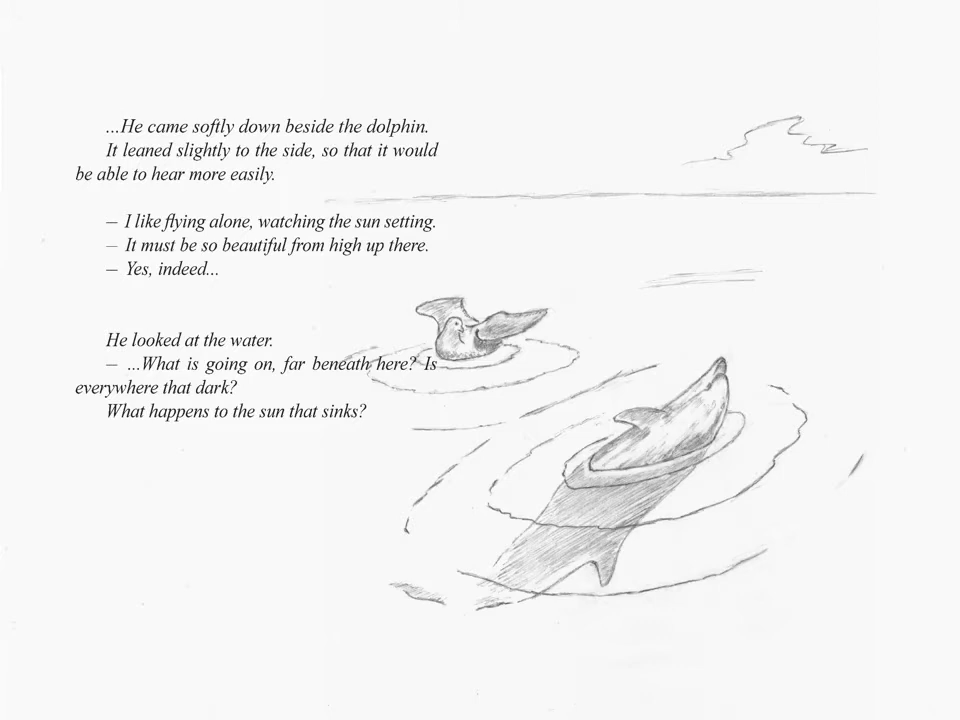 ...He came softly down beside the dolphin.
It leaned slightly to the side, so that it would
be able to hear more easily.
– I like flying alone, watching the sun setting.
– It must be so beautiful from high up there.
– Yes, indeed...
He looked at the water.
– ...What is going on, far beneath here? Is
everywhere that dark?
What happens to the sun that sinks?